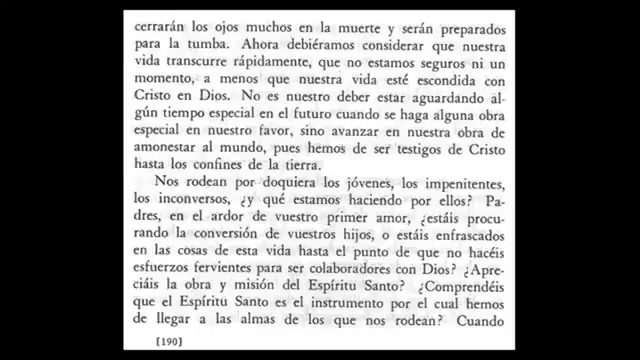 cerrarán los ojos muchos en la muerte y serán preparados
para la tumba. Ahora debiéramos considerar que nuestra
vida transcurre rápidamente, que no estamos seguros ni un
momento, a menos que nuestra vida esté escondida con
Cristo en Dios. No es nuestro deber estar aguardando al-
gún tiempo especial en el futuro cuando se haga alguna obra
especial en nuestro favor, sino avanzar en nuestra obra de
amonestar al mundo, pues hemos de ser testigos de Cristo
hasta los confines de la tierra.
Nos rodean por doquiera los jóvenes, los impenitentes,
los inconversos, ¿y qué estamos haciendo por ellos? Pa-
dres, en el ardor de vuestro primer amor, ¿estáis procu-
rando la conversión de vuestros hijos, o estáis enfrascados
en las cosas de esta vida hasta el punto de que no hacéis
esfuerzos fervientes para ser colaboradores con Dios? ¿Apre-
ciáis la obra y misión del Espíritu Santo? ¿Comprendéis
que el Espíritu Santo es el instrumento por el cual hemos
de llegar a las almas de los que nos rodean? Cuando
[190]